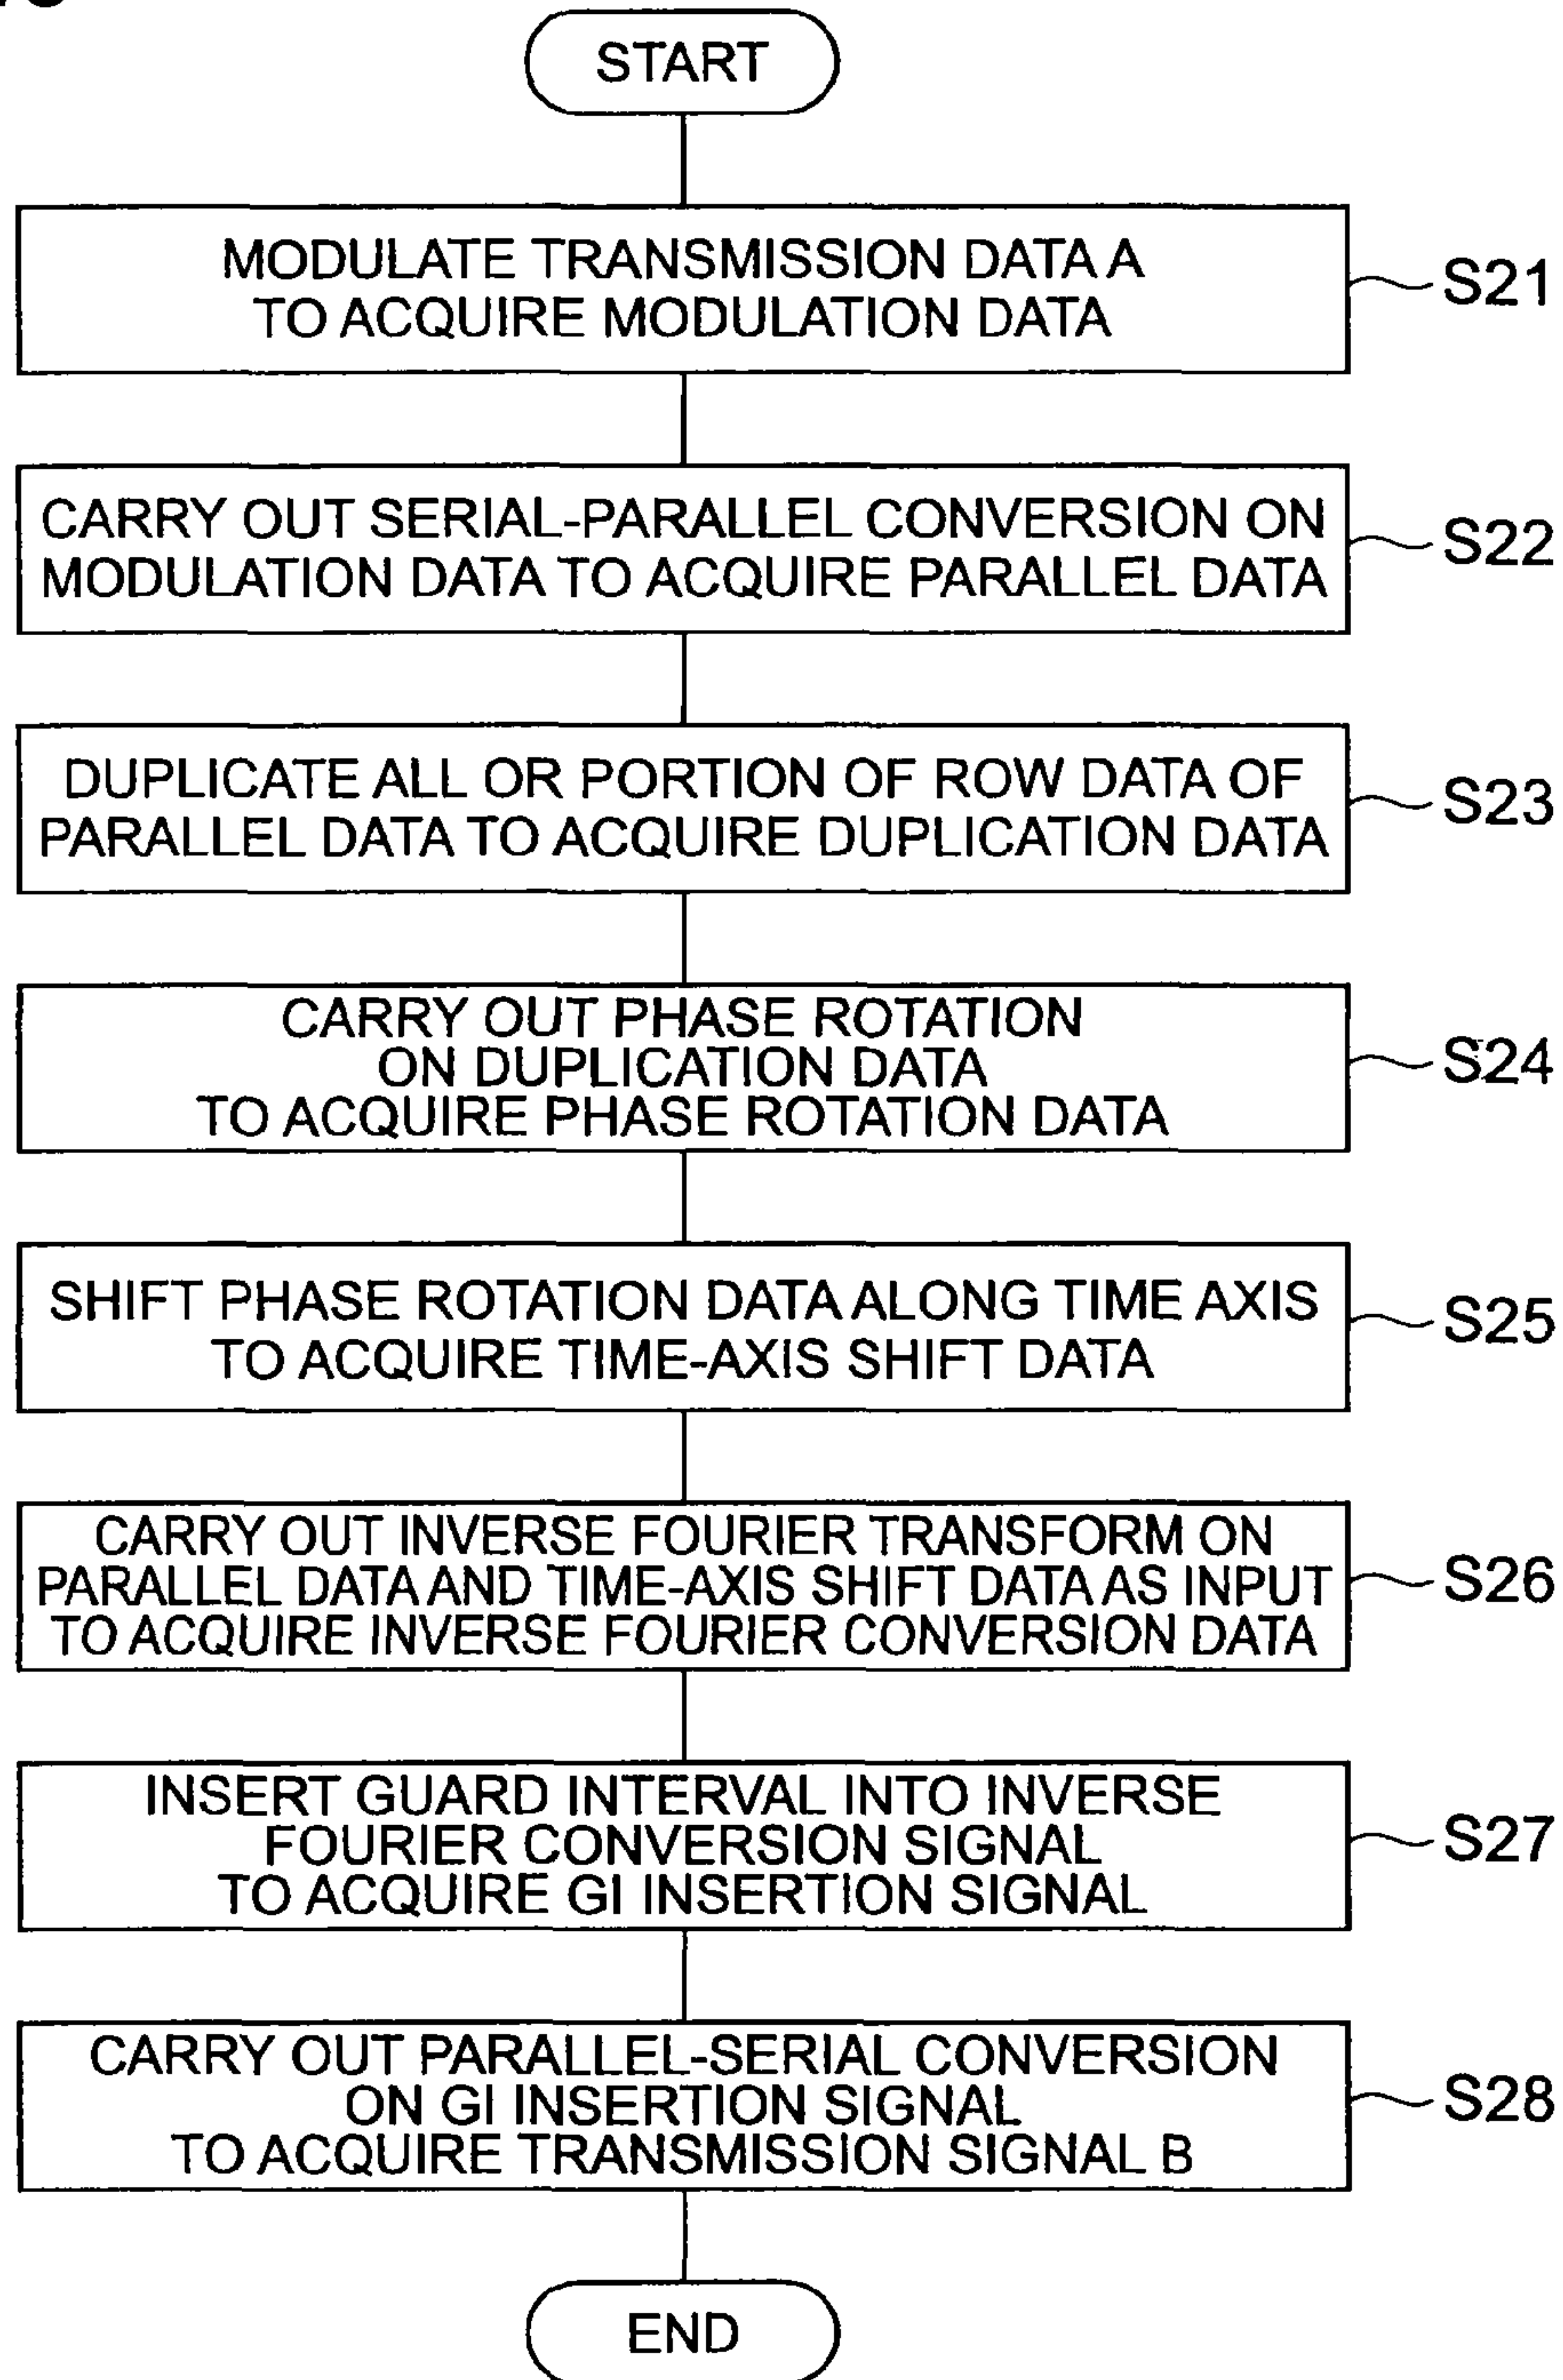 START
MODULATE TRANSMISSION DATA A
TO ACQUIRE MODULATION DATA
S21
CARRY OUT SERIAL-PARALLEL CONVERSION ON
MODULATION DATA TO ACQUIRE PARALLEL DATA
S22
DUPLICATE ALL OR PORTION OF ROW DATA OF
PARALLEL DATA TO ACQUIRE DUPLICATION DATA
S23
CARRY OUT PHASE ROTATION
ON DUPLICATION DATA
TO ACQUIRE PHASE ROTATION DATA
S24
SHIFT PHASE ROTATION DATA ALONG TIME AXIS
TO ACQUIRE TIME-AXIS SHIFT DATA
S25
CARRY OUT INVERSE FOURIER TRANSFORM ON
PARALLEL DATA AND TIME-AXIS SHIFT DATA AS INPUT
TO ACQUIRE INVERSE FOURIER CONVERSION DATA
S26
INSERT GUARD INTERVAL INTO INVERSE
FOURIER CONVERSION SIGNAL
TO ACQUIRE GI INSERTION SIGNAL
S27
CARRY OUT PARALLEL-SERIAL CONVERSION
ON GI INSERTION SIGNAL
TO ACQUIRE TRANSMISSION SIGNAL B
S28
END